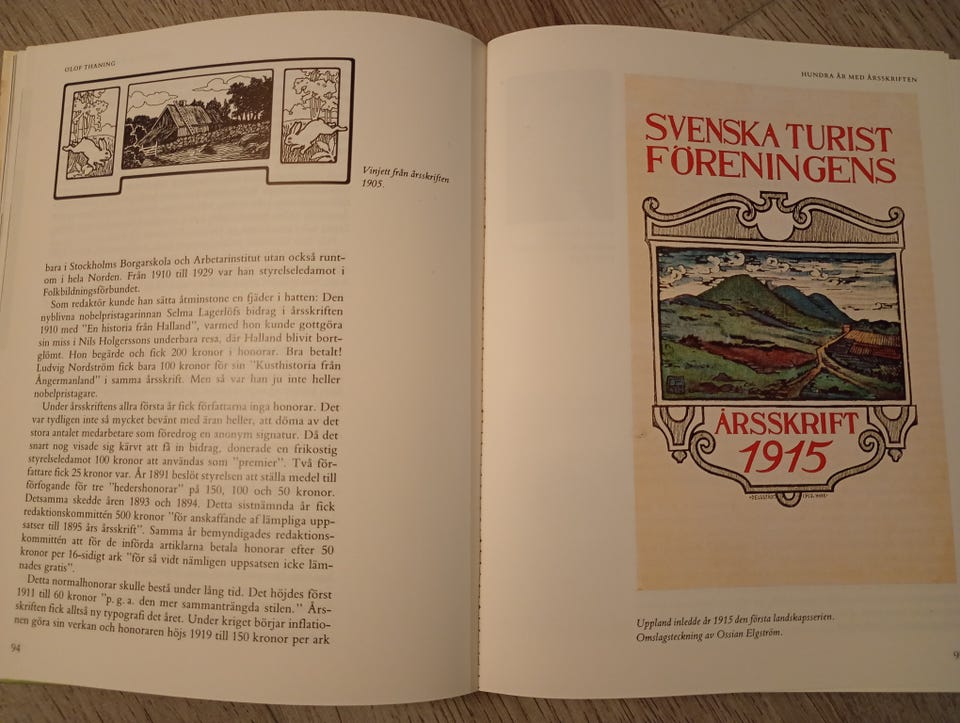 OLOF THANING
Vinjett från årsskriften
1905.
bara i Stockholms Borgarskola och Arbetarinstitut utan också runt-
om i hela Norden. Från 1910 till 1929 var han styrelseledamot i
Folkbildningsförbundet.
Som redaktör kunde han sätta åtminstone en fjäder i hatten: Den
nyblivna nobelpristagarinnan Selma Lagerlöfs bidrag i årsskriften
1910 med "En historia från Halland", varmed hon kunde gottgöra
sin miss i Nils Holgerssons underbara resa, där Halland blivit bort-
glömt. Hon begärde och fick 200 kronor i honorar. Bra betalt!
Ludvig Nordström fick bara 100 kronor för sin "Kusthistoria från
Ångermanland" i samma årsskrift. Men så var han ju inte heller
nobelpristagare.
Under årsskriftens allra första år fick författarna inga honorar. Det
var tydligen inte så mycket bevänt med äran heller, att döma av det
stora antalet medarbetare som föredrog en anonym signatur. Då det
snart nog visade sig kärvt att få in bidrag, donerade en frikostig
styrelseledamot 100 kronor att användas som "premier". Två för-
fattare fick 25 kronor var. År 1891 beslöt styrelsen att ställa medel till
förfogande för tre "hedershonorar" på 150, 100 och 50 kronor.
Detsamma skedde åren 1893 och 1894. Detta sistnämnda år fick
redaktionskommittén 500 kronor "för anskaffande af lämpliga upp-
satser till 1895 års årsskrift". Samma år bemyndigades redaktions-
kommittén att för de införda artiklarna betala honorar efter 50
kronor per 16-sidigt ark "för så vidt nämligen uppsatsen icke läm-
nades gratis".
Detta normalhonorar skulle bestå under lång tid. Det höjdes först
1911 till 60 kronor "p. g. a. den mer sammanträngda stilen." Års-
skriften fick alltså ny typografi det året. Under kriget börjar inflatio-
nen göra sin verkan och honoraren höjs 1919 till 150 kronor per ark
94
HUNDRA ÅR MED ÅRSSKRIFTEN
SVENSKA TURIST
FÖRENINGENS
ÅRSSKRIFT
1915
Uppland inledde år 1915 den första landskapsserien.
Omslagsteckning av Ossian Elgström.